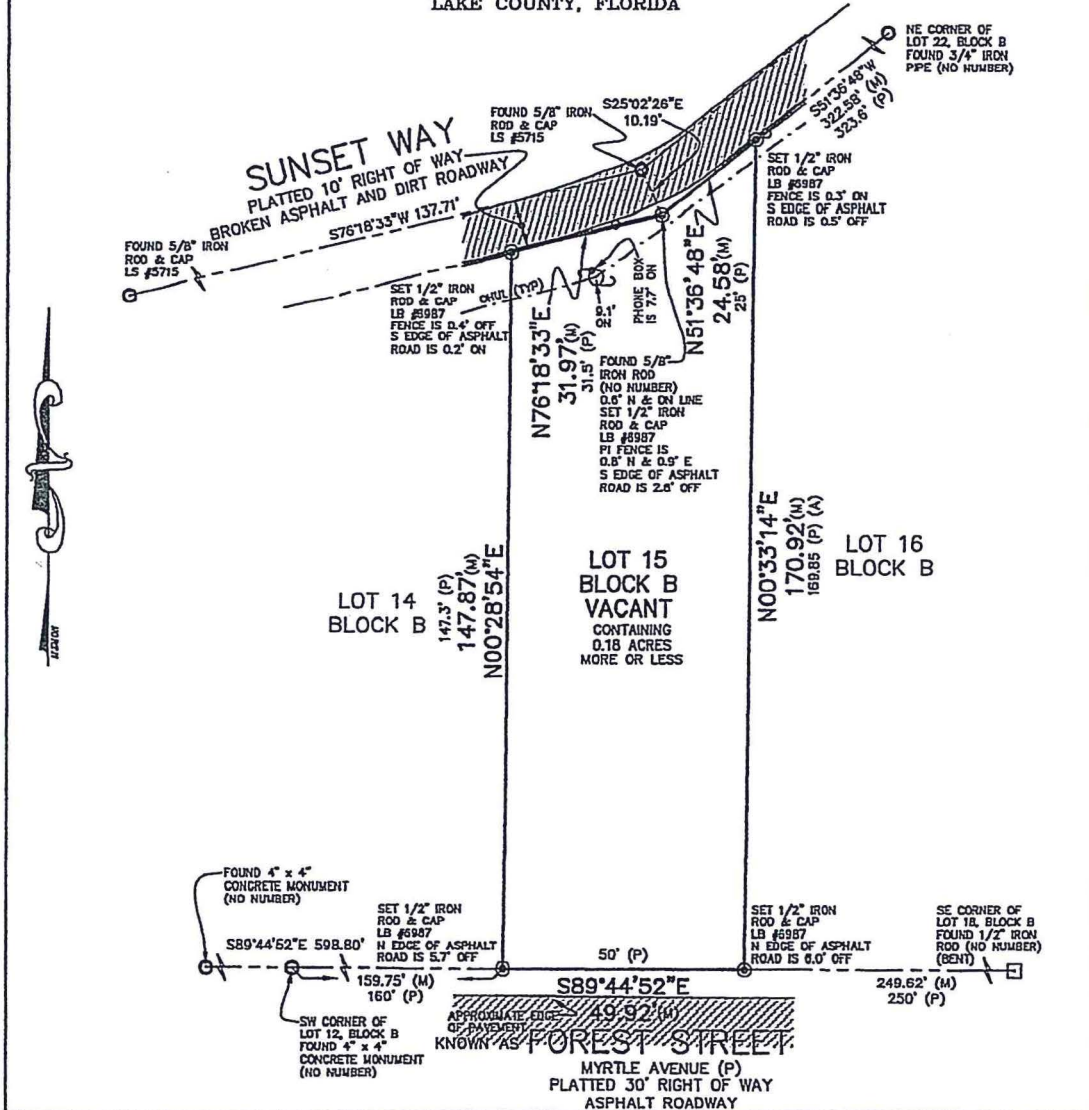 LAKE COUNTY, FLORIDA
NE CORNER OF
LOT 22, BLOCK B
FOUND 3/4" IRON
PIPE (NO NUMBER)
S51°36'48"W
322.58' (M)
323.6' (P)
FOUND 5/8" IRON
ROD & CAP
LS #5715
S25°02'26"E
10.19'
SUNSET WAY
PLATTED 10' RIGHT OF WAY
BROKEN ASPHALT AND DIRT ROADWAY
S76°18'33"W 137.71'
FOUND 5/8" IRON
ROD & CAP
LS #5715
SET 1/2" IRON
ROD & CAP
LB #6987
FENCE IS 0.3' ON
S EDGE OF ASPHALT
ROAD IS 0.5' OFF
SET 1/2" IRON
ROD & CAP
LB #6987
FENCE IS 0.4' OFF
S EDGE OF ASPHALT
ROAD IS 0.2' ON
OHUL (TYP)
0.1'
ON
PHONE BOX
IS 7.7' ON
N76°18'33"E
31.97'(M)
31.5' (P)
N51°36'48"E
24.58'(M)
25' (P)
FOUND 5/8"
IRON ROD
(NO NUMBER)
0.6' N & ON LINE
SET 1/2" IRON
ROD & CAP
LB #6987
PI FENCE IS
0.8' N & 0.9' E
S EDGE OF ASPHALT
ROAD IS 2.6' OFF
LOT 14
BLOCK B
147.3' (P)
147.87'(M)
N00°28'54"E
LOT 15
BLOCK B
VACANT
CONTAINING
0.18 ACRES
MORE OR LESS
N00°33'14"E
170.92'(M)
169.85 (P) (A)
LOT 16
BLOCK B
FOUND 4" x 4"
CONCRETE MONUMENT
(NO NUMBER)
SET 1/2" IRON
ROD & CAP
LB #6987
N EDGE OF ASPHALT
ROAD IS 5.7' OFF
SET 1/2" IRON
ROD & CAP
LB #6987
N EDGE OF ASPHALT
ROAD IS 6.0' OFF
SE CORNER OF
LOT 18, BLOCK B
FOUND 1/2" IRON
ROD (NO NUMBER)
(BENT)
S89°44'52"E 598.80'
159.75' (M)
160' (P)
50' (P)
S89°44'52"E
49.92'(M)
249.62' (M)
250' (P)
SW CORNER OF
LOT 12, BLOCK B
FOUND 4" x 4"
CONCRETE MONUMENT
(NO NUMBER)
APPROXIMATE EDGE
OF PAVEMENT
KNOWN AS FOREST STREET
MYRTLE AVENUE (P)
PLATTED 30' RIGHT OF WAY
ASPHALT ROADWAY